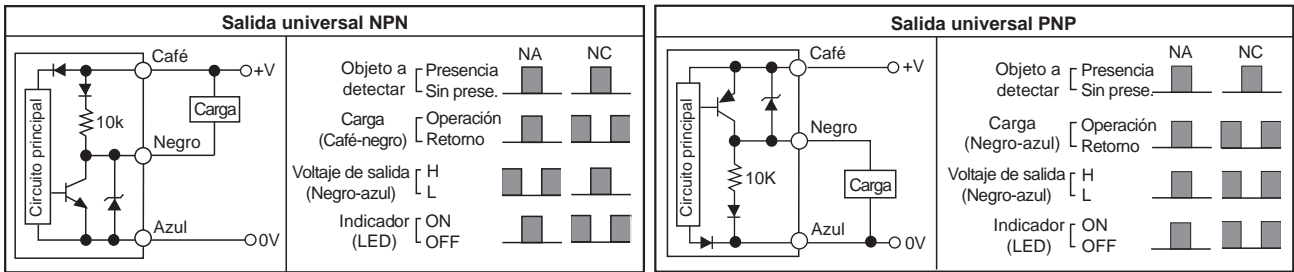 Salida universal NPN
Café
+V
Circuito principal
10k
Carga
Negro
Azul
0V
NA NC
Objeto a detectar
Presencia
Sin prese.
Carga (Café-negro)
Operación
Retorno
Voltaje de salida (Negro-azul)
H
L
Indicador (LED)
ON
OFF
Salida universal PNP
Café
+V
Circuito principal
Negro
10K
Carga
Azul
0V
NA NC
Objeto a detectar
Presencia
Sin prese.
Carga (Negro-azul)
Operación
Retorno
Voltaje de salida (Negro-azul)
H
L
Indicador (LED)
ON
OFF